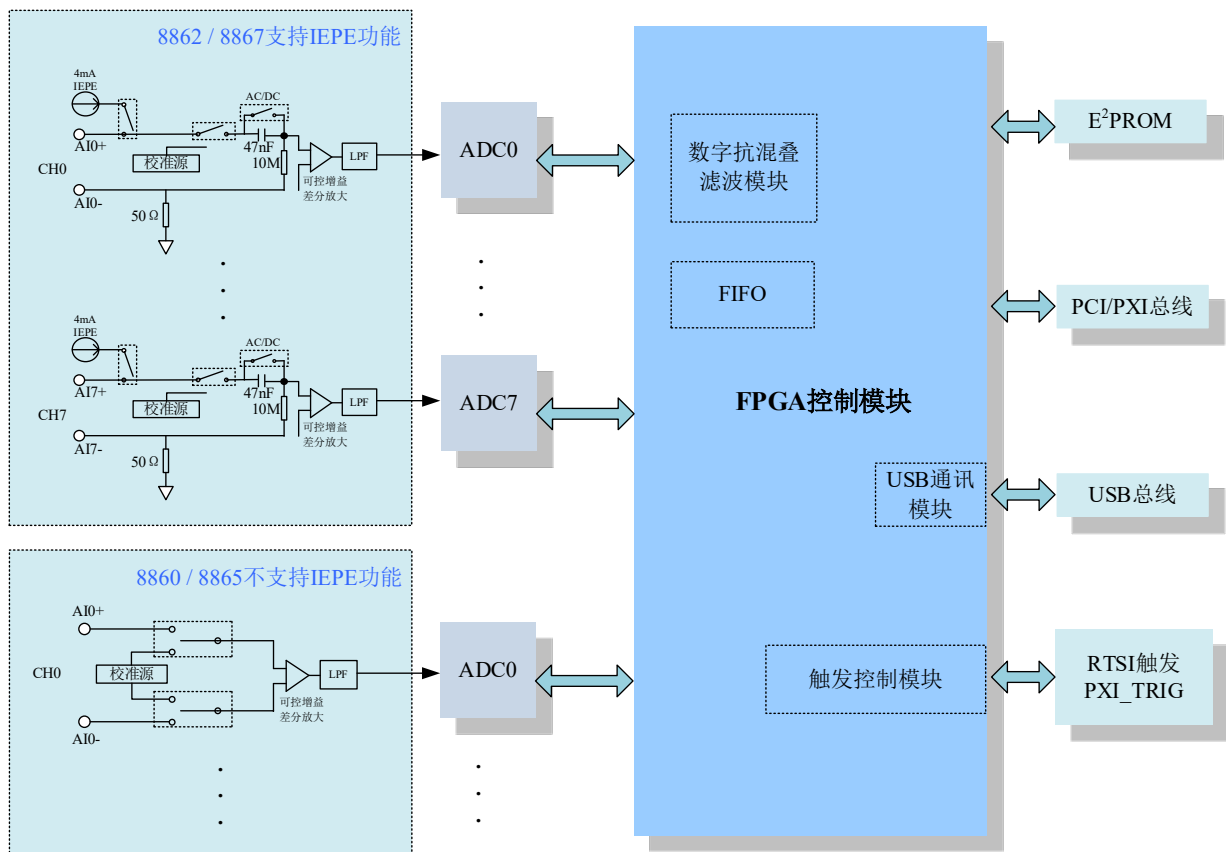 8862 / 8867支持IEPE功能
4mA
IEPE
AC/DC
AI0+
47nF
校准源
10M
LPF
CH0
可控增益
差分放大
AI0-
50Ω
4mA
IEPE
AC/DC
AI7+
47nF
校准源
10M
LPF
CH7
可控增益
差分放大
AI7-
50Ω
8860 / 8865不支持IEPE功能
AI0+
CH0
校准源
LPF
可控增益
差分放大
AI0-
ADC0
ADC7
ADC0
数字抗混叠
滤波模块
FIFO
FPGA控制模块
USB通讯
模块
触发控制模块
E²PROM
PCI/PXI总线
USB总线
RTSI触发
PXI_TRIG